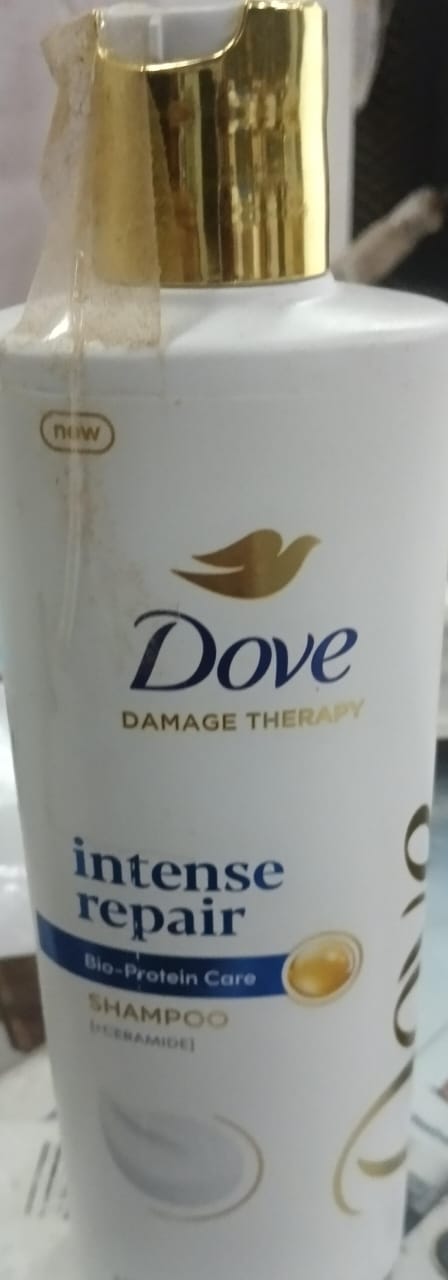 new
Dove
DAMAGE THERAPY
intense
repair
Bio-Protein Care
SHAMPOO
[+CERAMIDE]